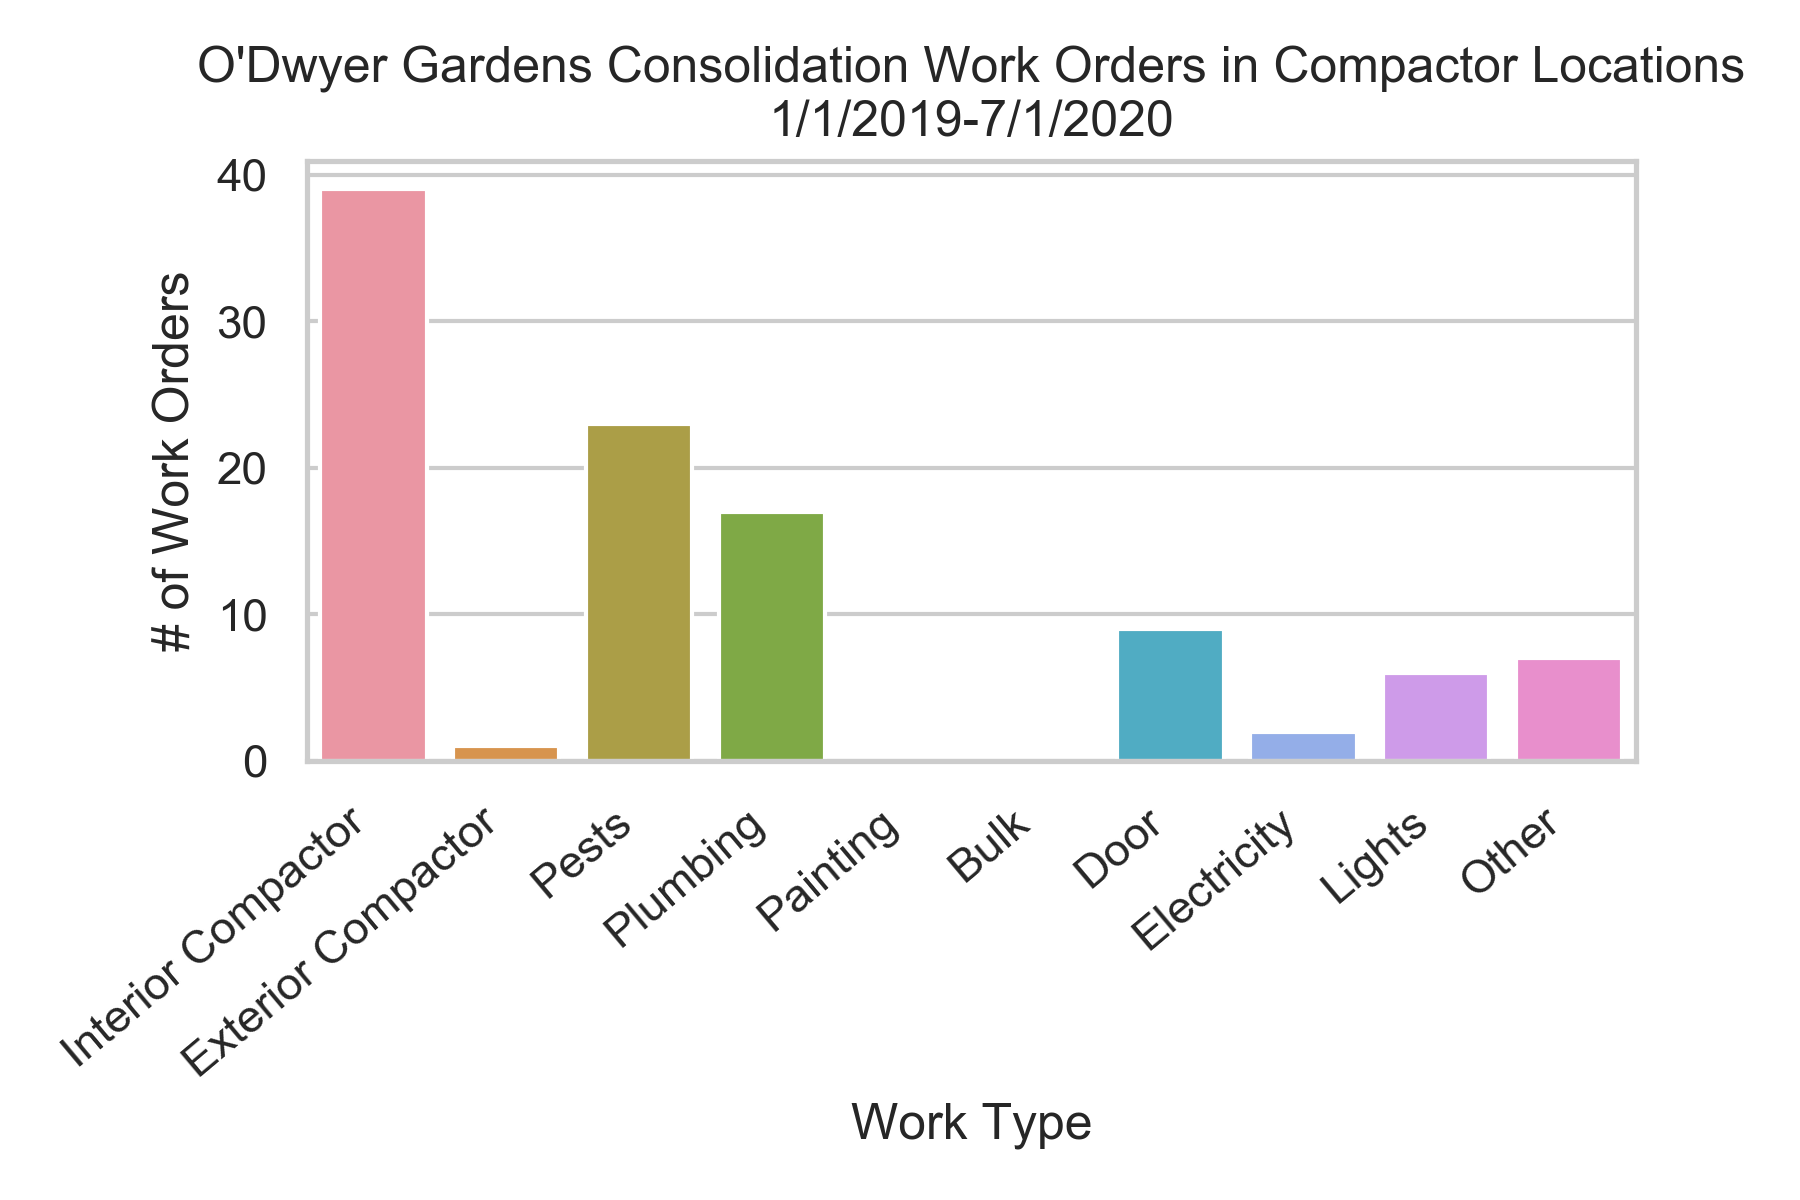 O'Dwyer Gardens Consolidation Work Orders in Compactor Locations
1/1/2019-7/1/2020
# of Work Orders
40
30
20
10
0
Interior Compactor
Exterior Compactor
Pests
Plumbing
Painting
Bulk
Door
Electricity
Lights
Other
Work Type